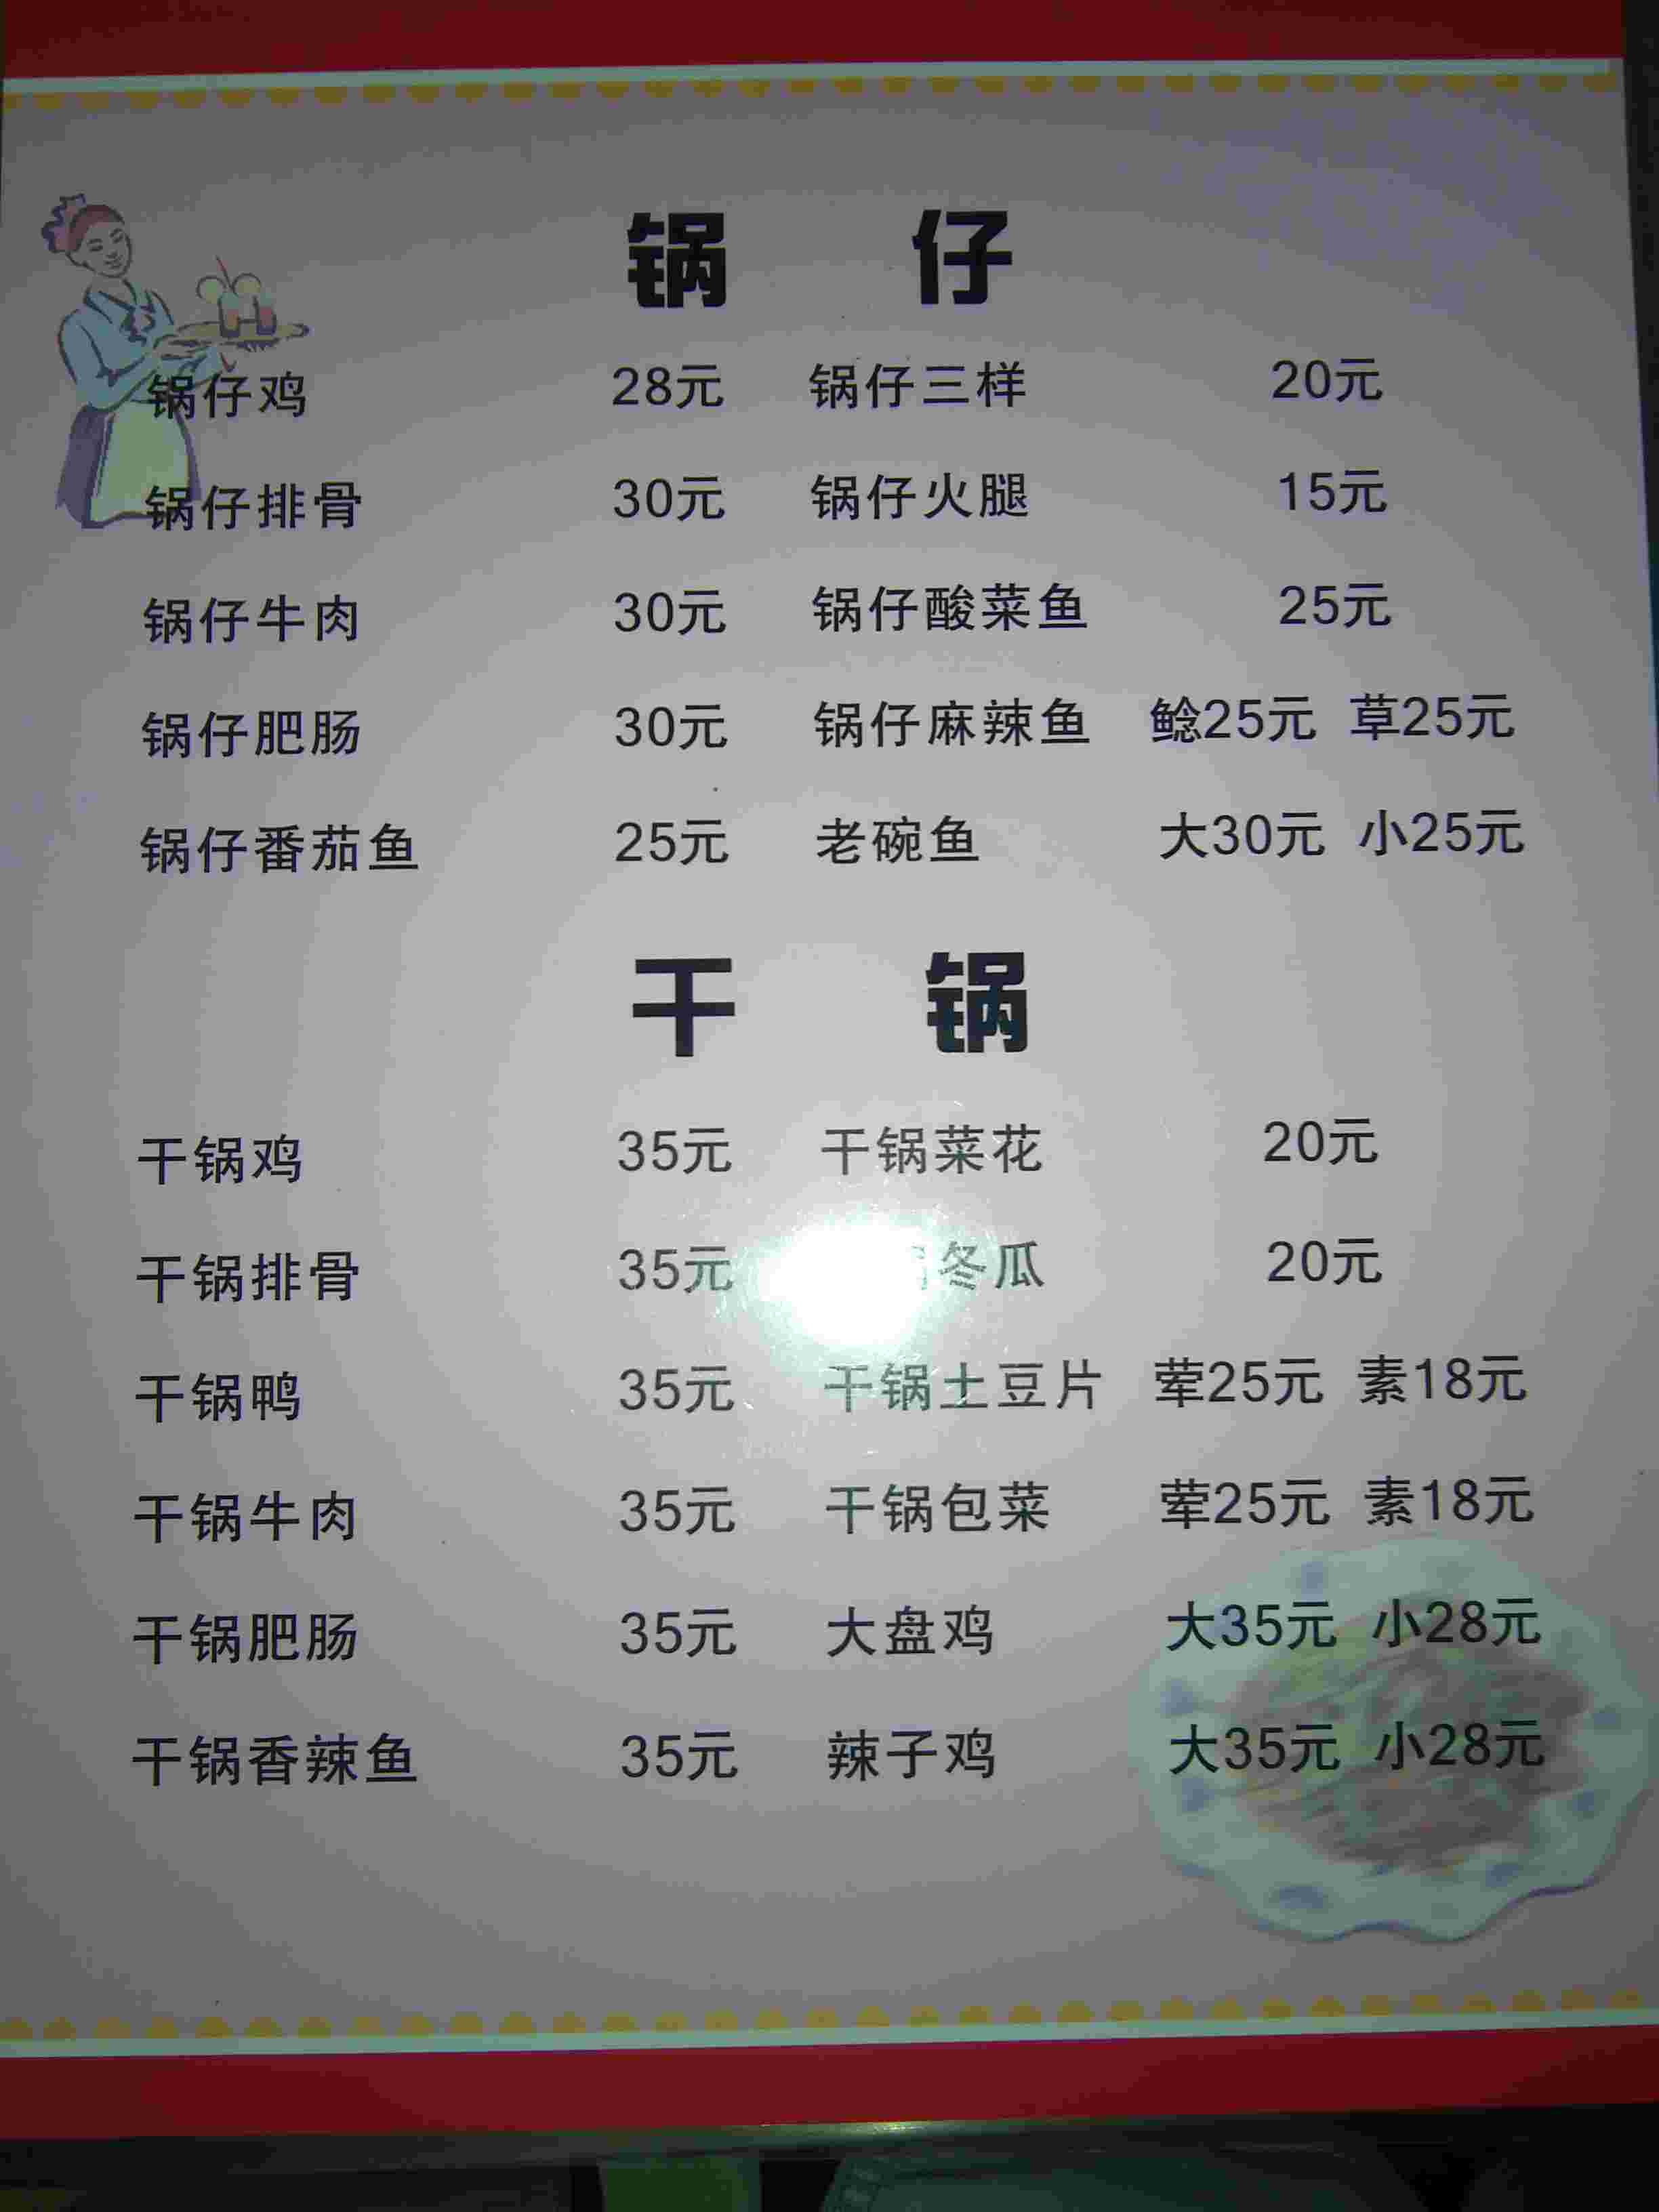 锅 仔
锅仔鸡 28元 锅仔三样 20元
锅仔排骨 30元 锅仔火腿 15元
锅仔牛肉 30元 锅仔酸菜鱼 25元
锅仔肥肠 30元 锅仔麻辣鱼 鲶25元 草25元
锅仔番茄鱼 25元 老碗鱼 大30元 小25元
干 锅
干锅鸡 35元 干锅菜花 20元
干锅排骨 35元 冬瓜 20元
干锅鸭 35元 干锅土豆片 荤25元 素18元
干锅牛肉 35元 干锅包菜 荤25元 素18元
干锅肥肠 35元 大盘鸡 大35元 小28元
干锅香辣鱼 35元 辣子鸡 大35元 小28元